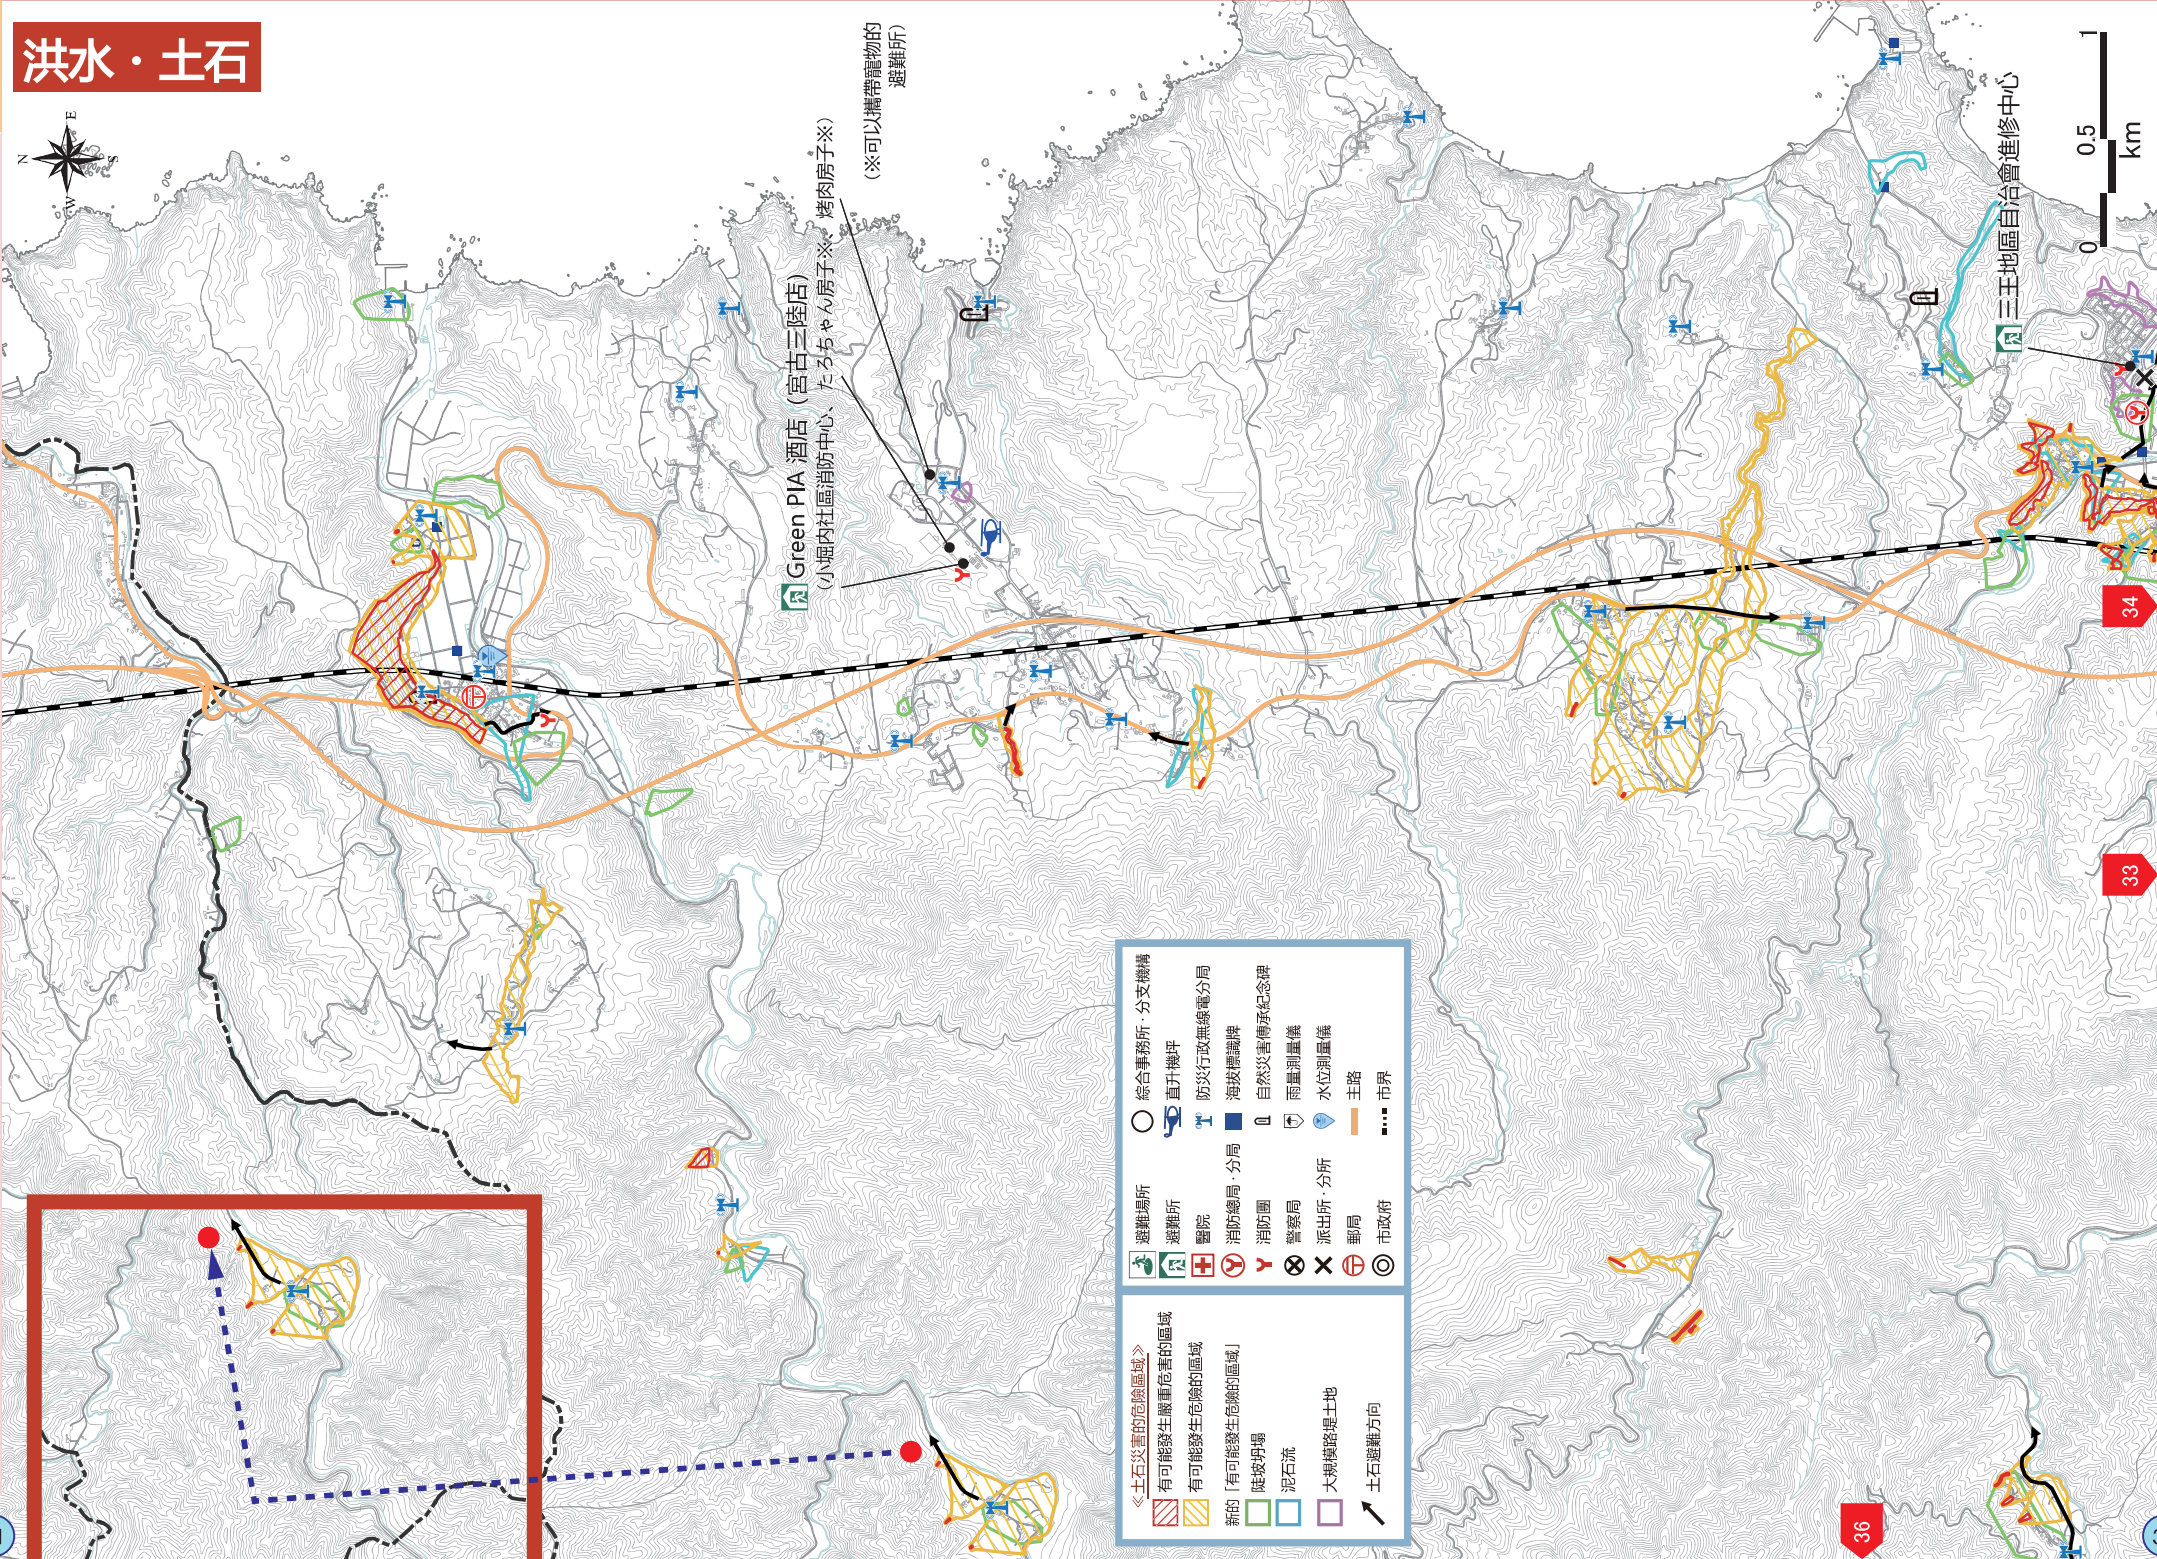 洪水・土石
N
E
S
W
(※可以攜帶寵物的
避難所)
Green PIA 酒店（宮古三陸店）
(小堀内社區消防中心、たろちゃん房子※、烤肉房子※)
三王地區自治會進修中心
0
0.5
1
km
34
33
36
綜合事務所・分支機構
直升機坪
防災行政無線電分局
海拔標識牌
自然災害傳承紀念碑
雨量測量儀
水位測量儀
主路
市界
避難場所
避難所
醫院
消防總局・分局
消防團
警察局
派出所・分所
郵局
市政府
≪土石災害的危險區域≫
有可能發生嚴重危害的區域
有可能發生危險的區域
新的「有可能發生危險的區域」
陡坡坍塌
泥石流
大規模路堤土地
土石避難方向